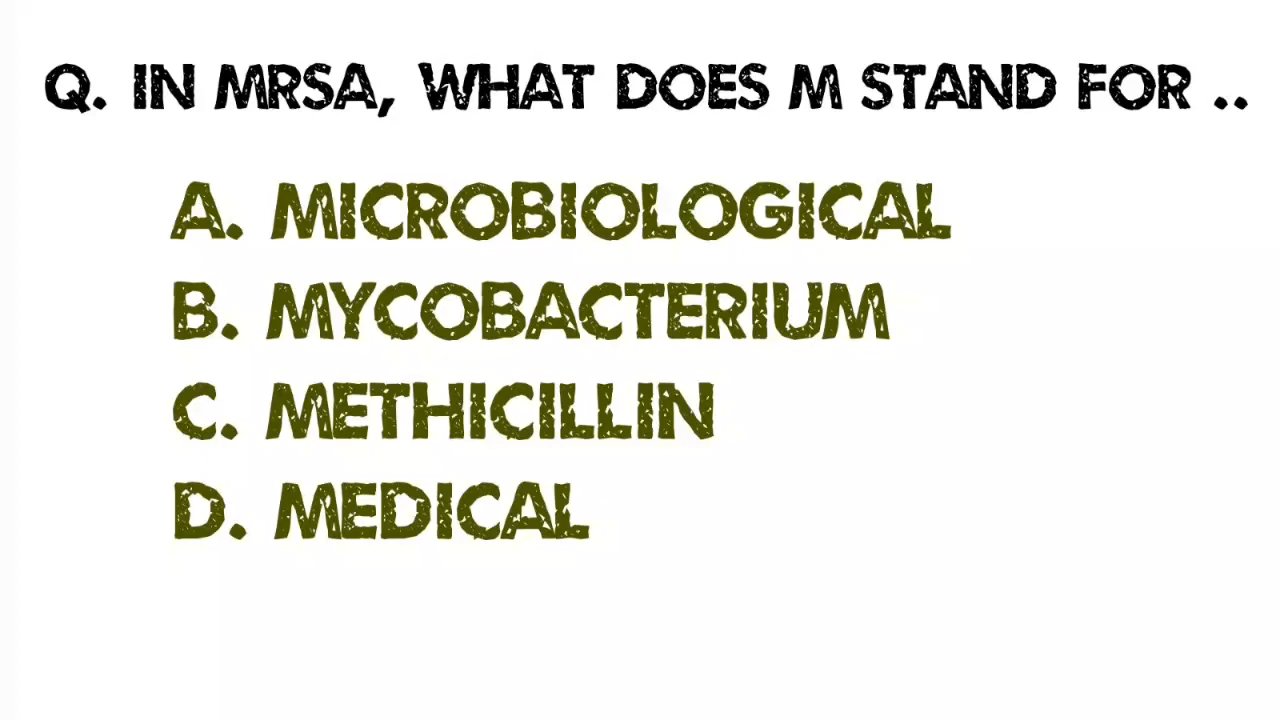 Q. IN MRSA, WHAT DOES M STAND FOR ..
A. MICROBIOLOGICAL
B. MYCOBACTERIUM
C. METHICILLIN
D. MEDICAL